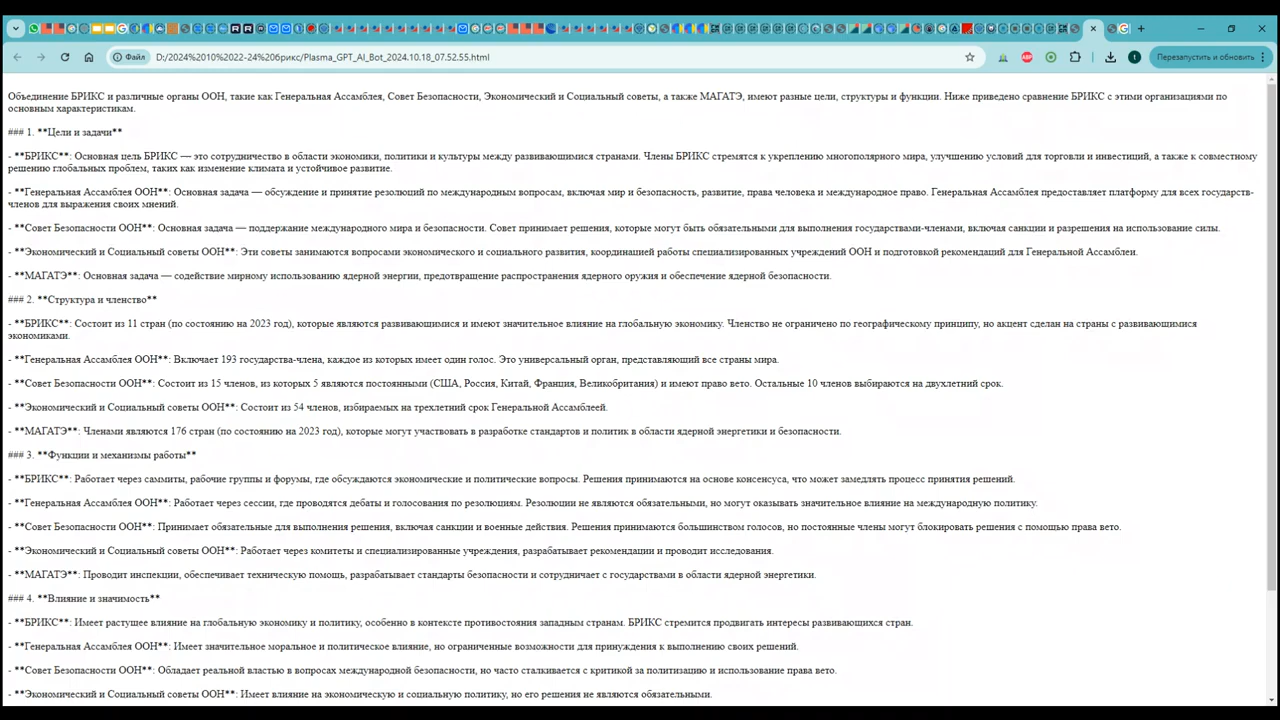 Файл
D:/2024%2010%2022-24%20брикс/Plasma_GPT_AI_Bot_2024.10.18_07.52.55.html
ABP
t
Перезапустить и обновить
Объединение БРИКС и различные органы ООН, такие как Генеральная Ассамблея, Совет Безопасности, Экономический и Социальный советы, а также МАГАТЭ, имеют разные цели, структуры и функции. Ниже приведено сравнение БРИКС с этими организациями по
основным характеристикам.
### 1. **Цели и задачи**
- **БРИКС**: Основная цель БРИКС — это сотрудничество в области экономики, политики и культуры между развивающимися странами. Члены БРИКС стремятся к укреплению многополярного мира, улучшению условий для торговли и инвестиций, а также к совместному
решению глобальных проблем, таких как изменение климата и устойчивое развитие.
- **Генеральная Ассамблея ООН**: Основная задача — обсуждение и принятие резолюций по международным вопросам, включая мир и безопасность, развитие, права человека и международное право. Генеральная Ассамблея предоставляет платформу для всех государств-
членов для выражения своих мнений.
- **Совет Безопасности ООН**: Основная задача — поддержание международного мира и безопасности. Совет принимает решения, которые могут быть обязательными для выполнения государствами-членами, включая санкции и разрешения на использование силы.
- **Экономический и Социальный советы ООН**: Эти советы занимаются вопросами экономического и социального развития, координацией работы специализированных учреждений ООН и подготовкой рекомендаций для Генеральной Ассамблеи.
- **МАГАТЭ**: Основная задача — содействие мирному использованию ядерной энергии, предотвращение распространения ядерного оружия и обеспечение ядерной безопасности.
### 2. **Структура и членство**
- **БРИКС**: Состоит из 11 стран (по состоянию на 2023 год), которые являются развивающимися и имеют значительное влияние на глобальную экономику. Членство не ограничено по географическому принципу, но акцент сделан на страны с развивающимися
экономиками.
- **Генеральная Ассамблея ООН**: Включает 193 государства-члена, каждое из которых имеет один голос. Это универсальный орган, представляющий все страны мира.
- **Совет Безопасности ООН**: Состоит из 15 членов, из которых 5 являются постоянными (США, Россия, Китай, Франция, Великобритания) и имеют право вето. Остальные 10 членов выбираются на двухлетний срок.
- **Экономический и Социальный советы ООН**: Состоит из 54 членов, избираемых на трехлетний срок Генеральной Ассамблеей.
- **МАГАТЭ**: Членами являются 176 стран (по состоянию на 2023 год), которые могут участвовать в разработке стандартов и политик в области ядерной энергетики и безопасности.
### 3. **Функции и механизмы работы**
- **БРИКС**: Работает через саммиты, рабочие группы и форумы, где обсуждаются экономические и политические вопросы. Решения принимаются на основе консенсуса, что может замедлять процесс принятия решений.
- **Генеральная Ассамблея ООН**: Работает через сессии, где проводятся дебаты и голосования по резолюциям. Резолюции не являются обязательными, но могут оказывать значительное влияние на международную политику.
- **Совет Безопасности ООН**: Принимает обязательные для выполнения решения, включая санкции и военные действия. Решения принимаются большинством голосов, но постоянные члены могут блокировать решения с помощью права вето.
- **Экономический и Социальный советы ООН**: Работает через комитеты и специализированные учреждения, разрабатывает рекомендации и проводит исследования.
- **МАГАТЭ**: Проводит инспекции, обеспечивает техническую помощь, разрабатывает стандарты безопасности и сотрудничает с государствами в области ядерной энергетики.
### 4. **Влияние и значимость**
- **БРИКС**: Имеет растущее влияние на глобальную экономику и политику, особенно в контексте противостояния западным странам. БРИКС стремится продвигать интересы развивающихся стран.
- **Генеральная Ассамблея ООН**: Имеет значительное моральное и политическое влияние, но ограниченные возможности для принуждения к выполнению своих решений.
- **Совет Безопасности ООН**: Обладает реальной властью в вопросах международной безопасности, но часто сталкивается с критикой за политизацию и использование права вето.
- **Экономический и Социальный советы ООН**: Имеет влияние на экономическую и социальную политику, но его решения не являются обязательными.